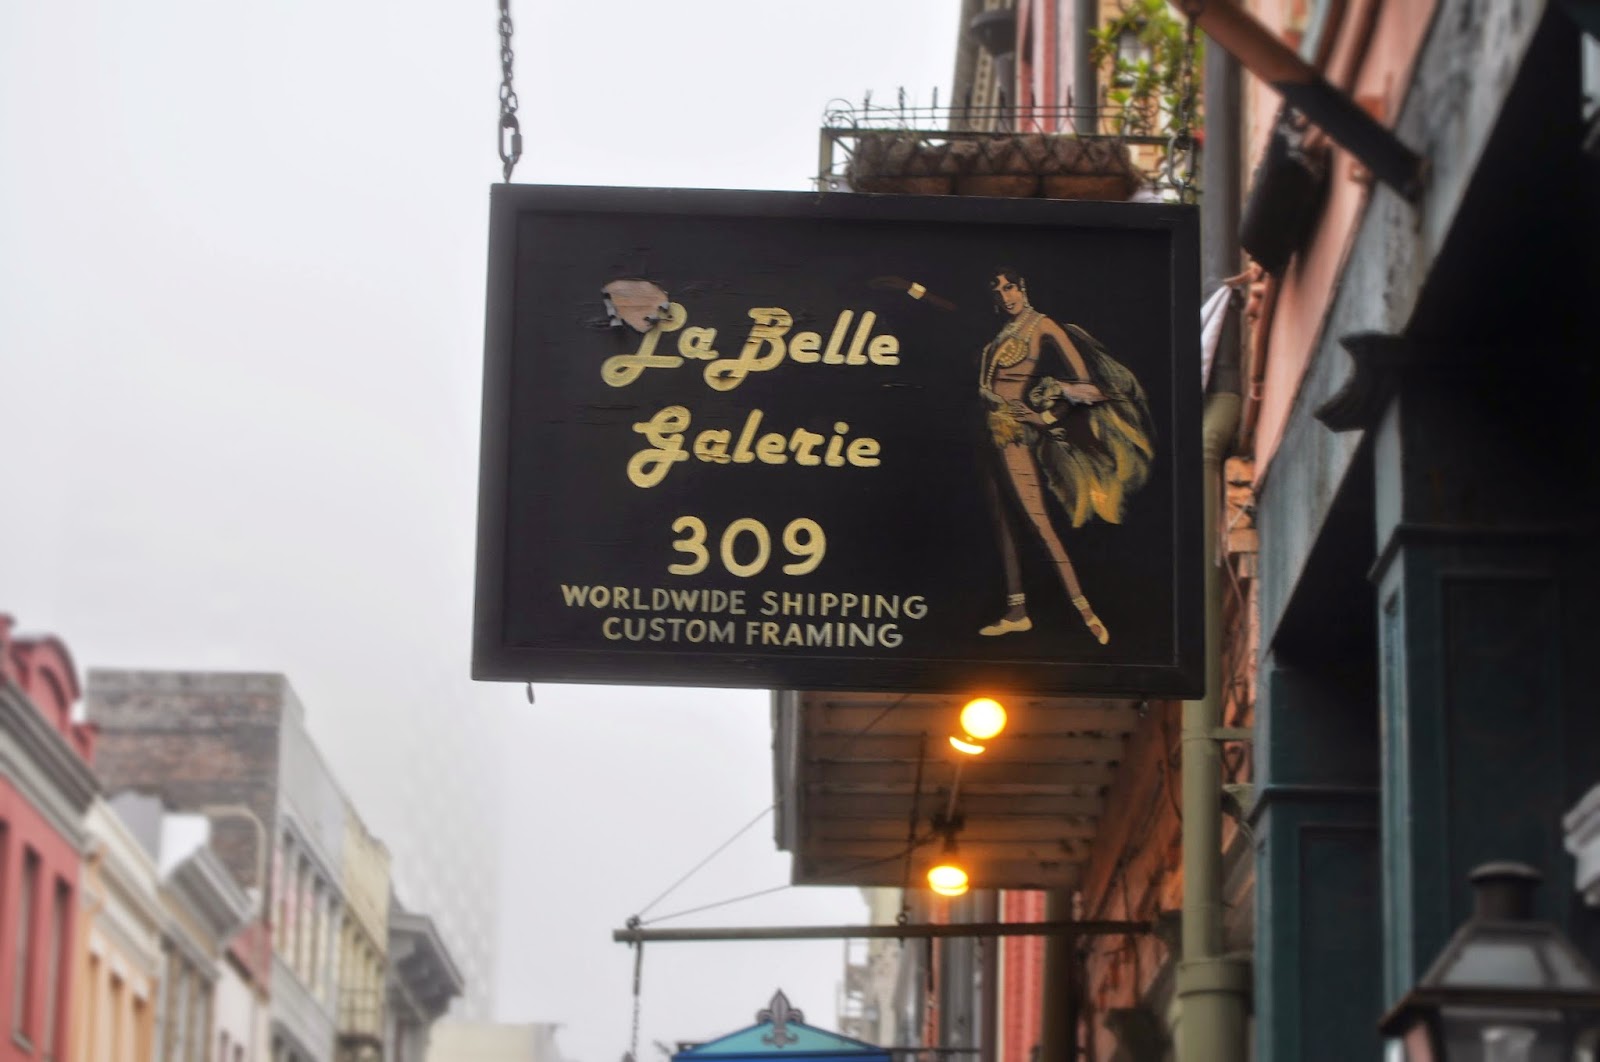 La Belle
Galerie
309
WORLDWIDE SHIPPING
CUSTOM FRAMING